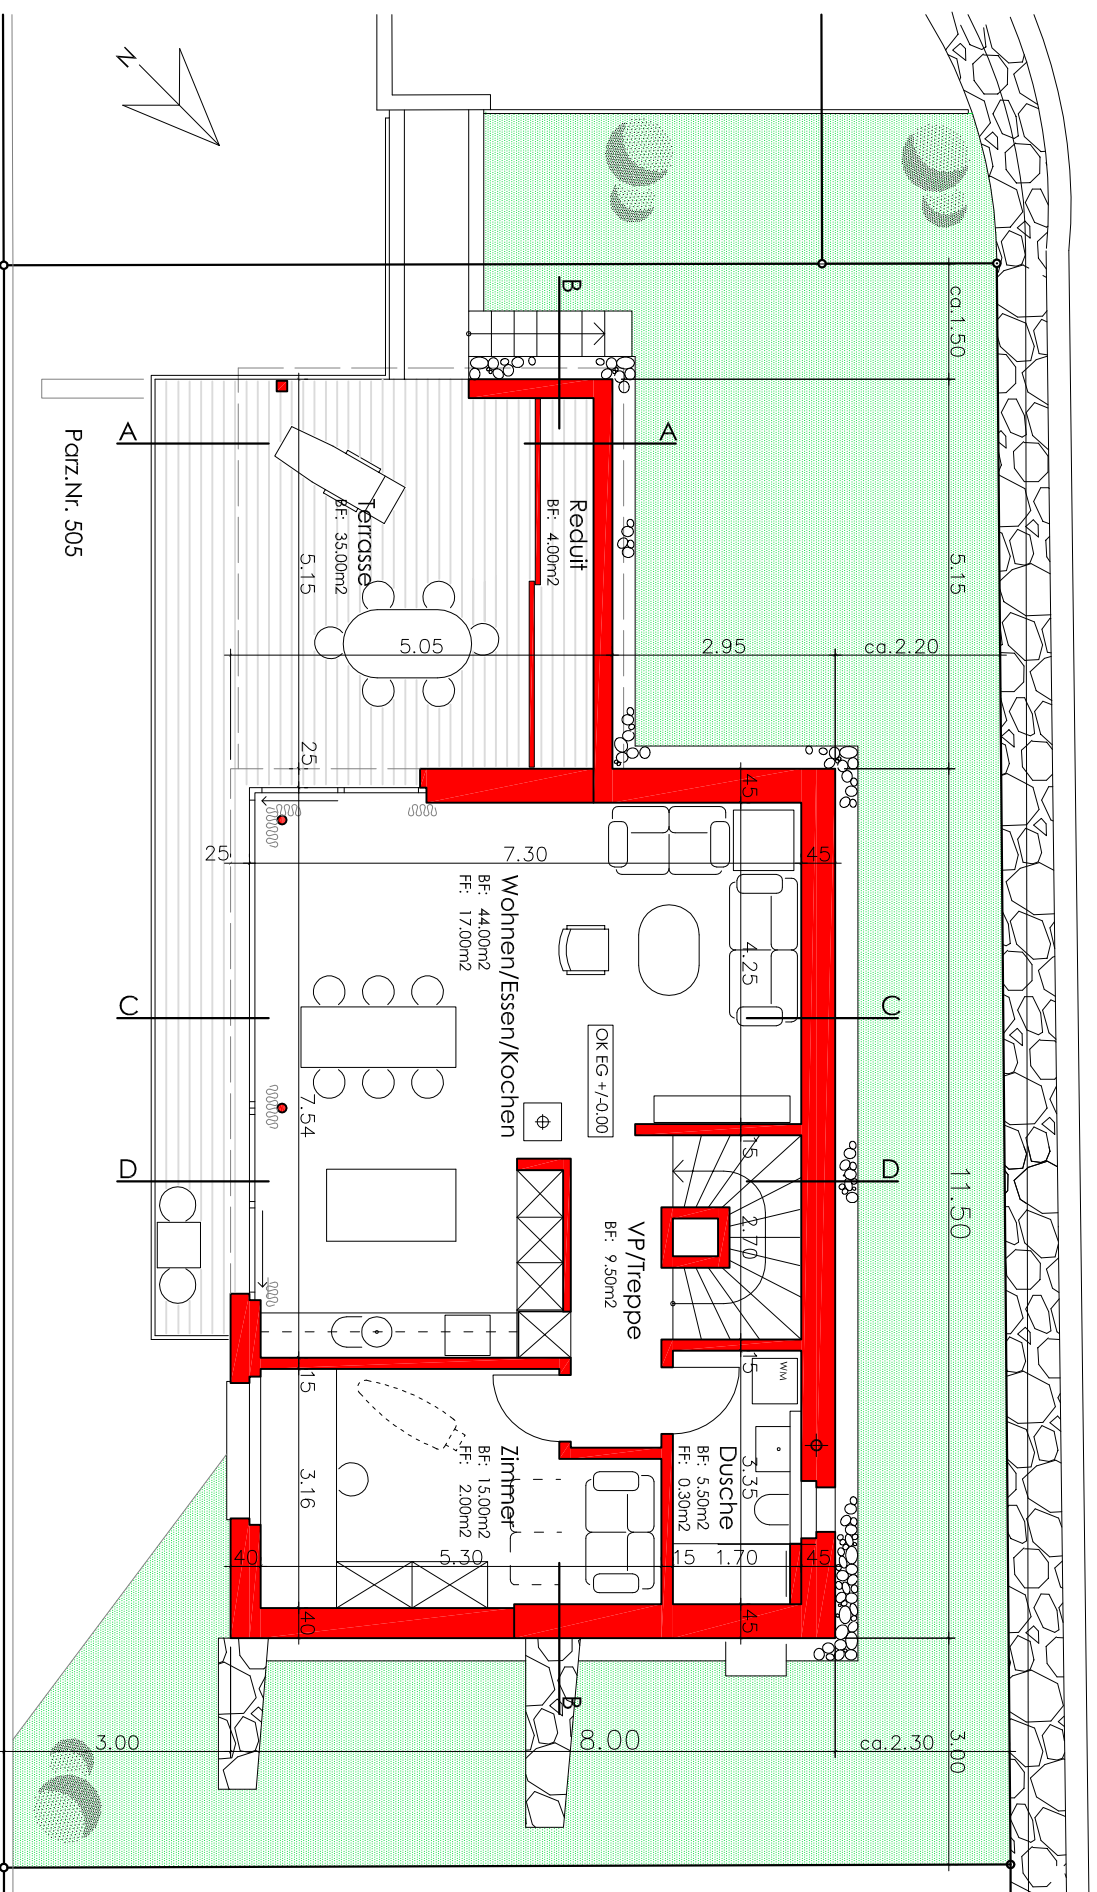 N
ca.1.50
B
Parz.Nr. 505
A
A
Terrasse
BF: 35.00m2
Reduit
BF: 4.00m2
5.15
5.15
5.05
2.95
ca.2.20
25
45
25
7.30
45
Wohnen/Essen/Kochen
BF: 44.00m2
FF: 17.00m2
4.25
C
C
OK EG +/-0.00
7.54
15
D
D
11.50
VP/Treppe
BF: 9.50m2
2.70
15
15
WM
Zimmer
BF: 15.00m2
FF: 2.00m2
3.16
Dusche
BF: 5.50m2
FF: 0.30m2
3.35
40
5.30
15
1.70
45
40
45
B
3.00
8.00
ca.2.30
3.00